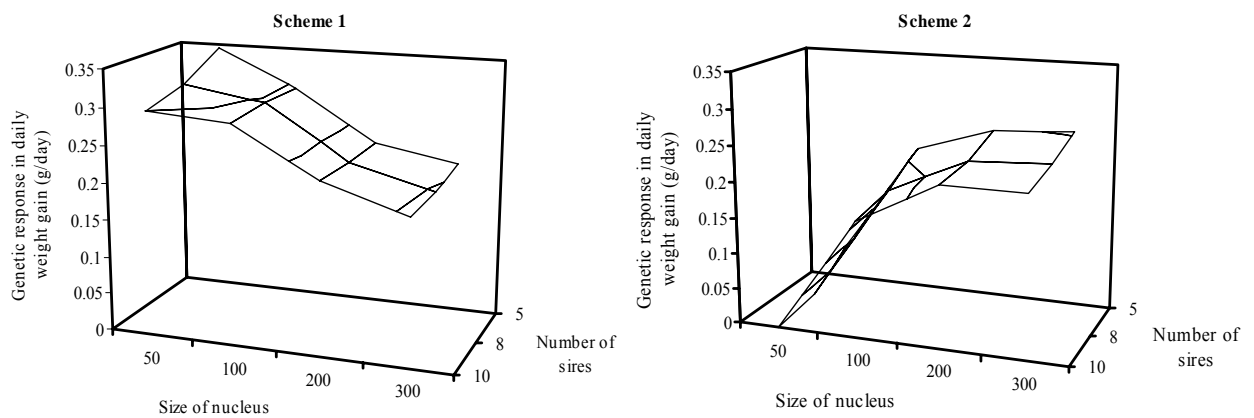 Scheme 1
0.35
0.3
0.25
0.2
0.15
0.1
0.05
0
Genetic response in daily
weight gain (g/day)
50
100
200
300
Size of nucleus
5
8
10
Number of
sires
Scheme 2
0.35
0.3
0.25
0.2
0.15
0.1
0.05
0
Genetic response in daily
weight gain (g/day)
50
100
200
300
Size of nucleus
5
8
10
Number of
sires